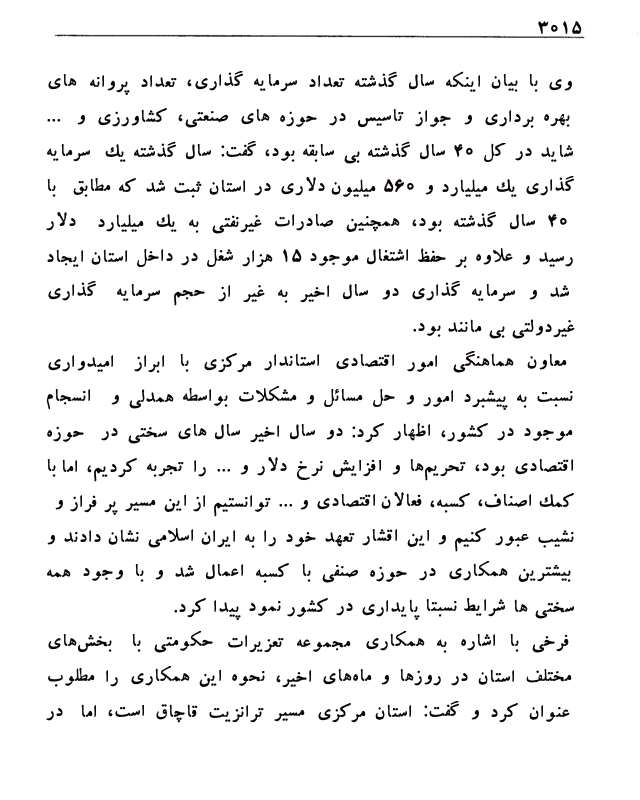 ۳۰۱۵
وی با بیان اینکه سال گذشته تعداد سرمایه گذاری، تعداد پروانه های
بهره برداری و جواز تاسیس در حوزه های صنعتی، کشاورزی و ...
شاید در کل ۴۰ سال گذشته بی سابقه بود، گفت: سال گذشته یك سرمایه
گذاری یك میلیارد و ۵۶۰ میلیون دلاری در استان ثبت شد که مطابق با
۴۰ سال گذشته بود، همچنین صادرات غیرنفتی به یك میلیارد دلار
رسید و علاوه بر حفظ اشتغال موجود ۱۵ هزار شغل در داخل استان ایجاد
شد و سرمایه گذاری دو سال اخیر به غیر از حجم سرمایه گذاری
غیردولتی بی مانند بود.
معاون هماهنگی امور اقتصادی استاندار مرکزی با ابراز امیدواری
نسبت به پیشبرد امور و حل مسائل و مشکلات بواسطه همدلی و انسجام
موجود در کشور، اظهار کرد: دو سال اخیر سال های سختی در حوزه
اقتصادی بود، تحریم‌ها و افزایش نرخ دلار و ... را تجربه کردیم، اما با
کمك اصناف، کسبه، فعالان اقتصادی و ... توانستیم از این مسیر پر فراز و
نشیب عبور کنیم و این اقشار تعهد خود را به ایران اسلامی نشان دادند و
بیشترین همکاری در حوزه صنفی با کسبه اعمال شد و با وجود همه
سختی ها شرایط نسبتا پایداری در کشور نمود پیدا کرد.
فرخی با اشاره به همکاری مجموعه تعزیرات حکومتی با بخش‌های
مختلف استان در روزها و ماه‌های اخیر، نحوه این همکاری را مطلوب
عنوان کرد و گفت: استان مرکزی مسیر ترانزیت قاچاق است، اما در